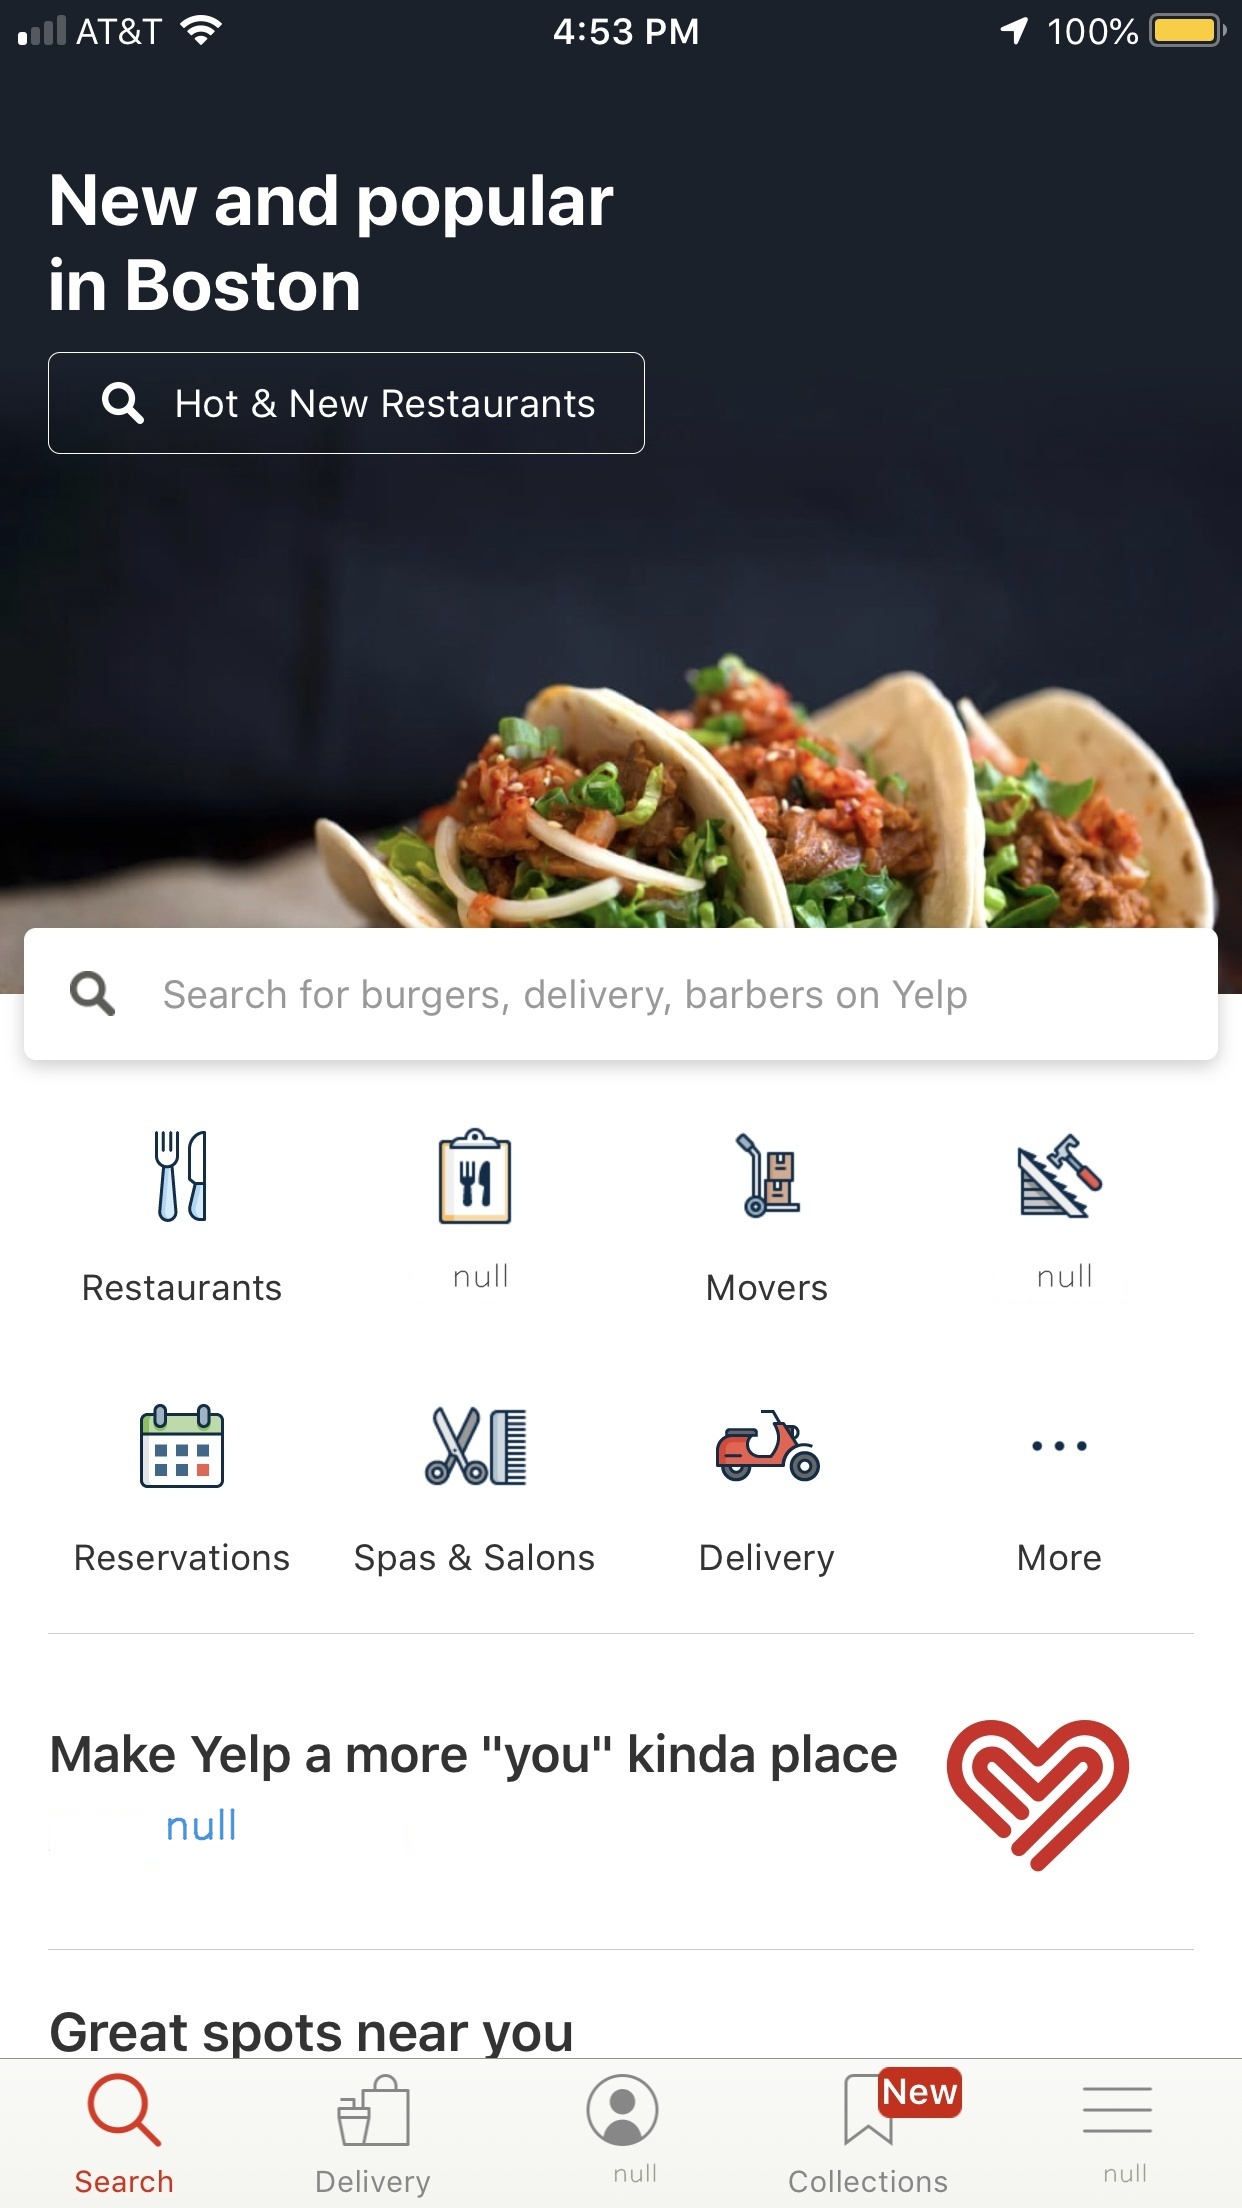 AT&T 4:53 PM 100%
New and popular
in Boston
Hot & New Restaurants
Search for burgers, delivery, barbers on Yelp
Restaurants null Movers null
Reservations Spas & Salons Delivery More
Make Yelp a more "you" kinda place
null
Great spots near you
New
Search Delivery null Collections null